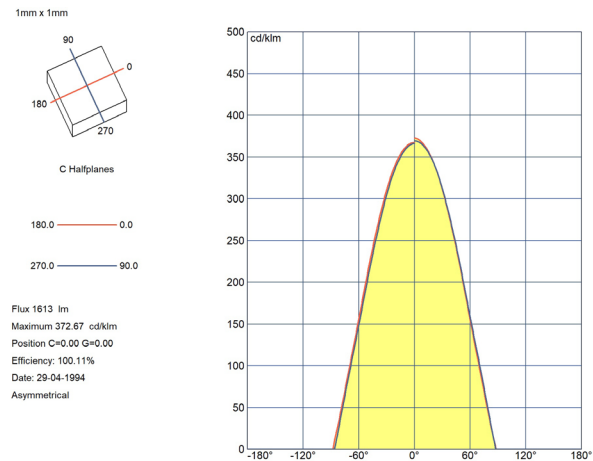 1mm x 1mm
90
0
180
270
C Halfplanes
180.0 0.0
270.0 90.0
Flux 1613 lm
Maximum 372.67 cd/klm
Position C=0.00 G=0.00
Efficiency: 100.11%
Date: 29-04-1994
Asymmetrical
500
cd/klm
450
400
350
300
250
200
150
100
50
0
-180° -120° -60° 0° 60° 120° 180°